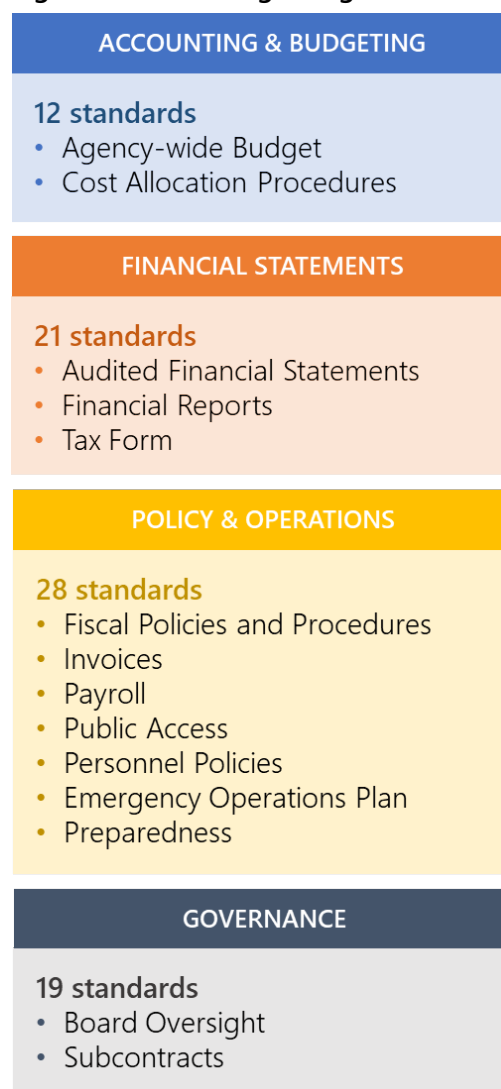 ACCOUNTING & BUDGETING
12 standards
• Agency-wide Budget
• Cost Allocation Procedures
FINANCIAL STATEMENTS
21 standards
• Audited Financial Statements
• Financial Reports
• Tax Form
POLICY & OPERATIONS
28 standards
• Fiscal Policies and Procedures
• Invoices
• Payroll
• Public Access
• Personnel Policies
• Emergency Operations Plan
• Preparedness
GOVERNANCE
19 standards
• Board Oversight
• Subcontracts